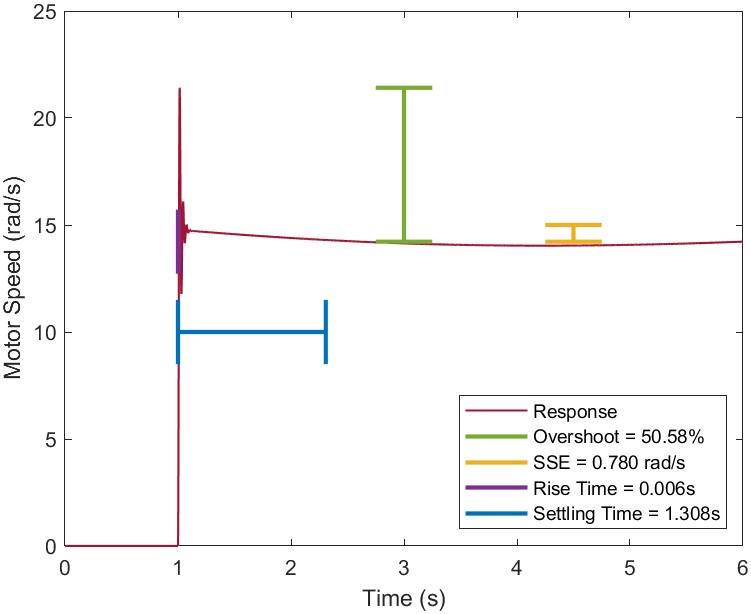 25
20
15
10
5
0
0 1 2 3 4 5 6
Motor Speed (rad/s)
Time (s)
Response
Overshoot = 50.58%
SSE = 0.780 rad/s
Rise Time = 0.006s
Settling Time = 1.308s